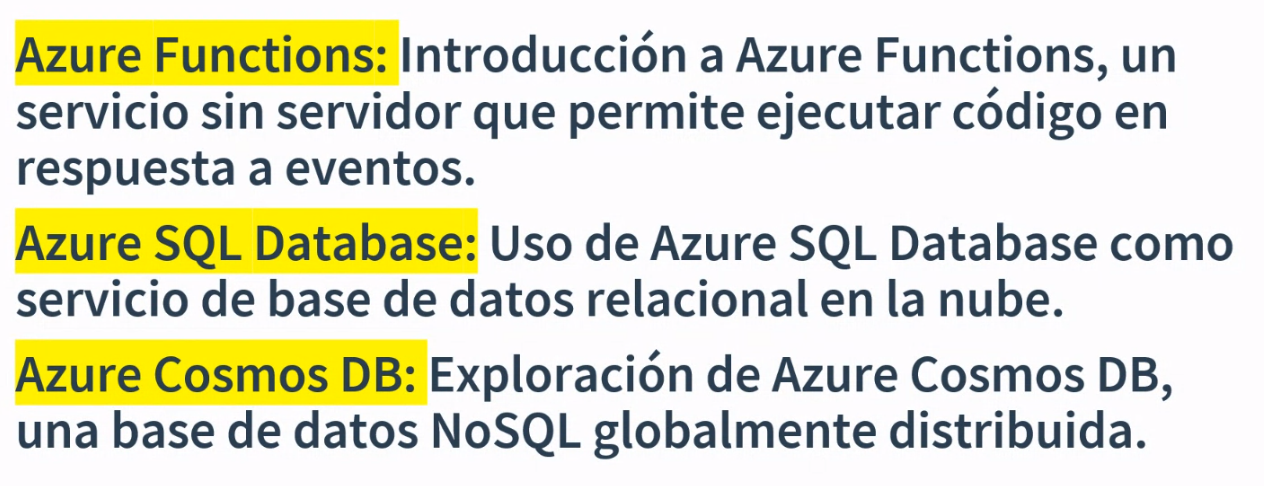 Azure Functions: Introducción a Azure Functions, un
servicio sin servidor que permite ejecutar código en
respuesta a eventos.
Azure SQL Database: Uso de Azure SQL Database como
servicio de base de datos relacional en la nube.
Azure Cosmos DB: Exploración de Azure Cosmos DB,
una base de datos NoSQL globalmente distribuida.